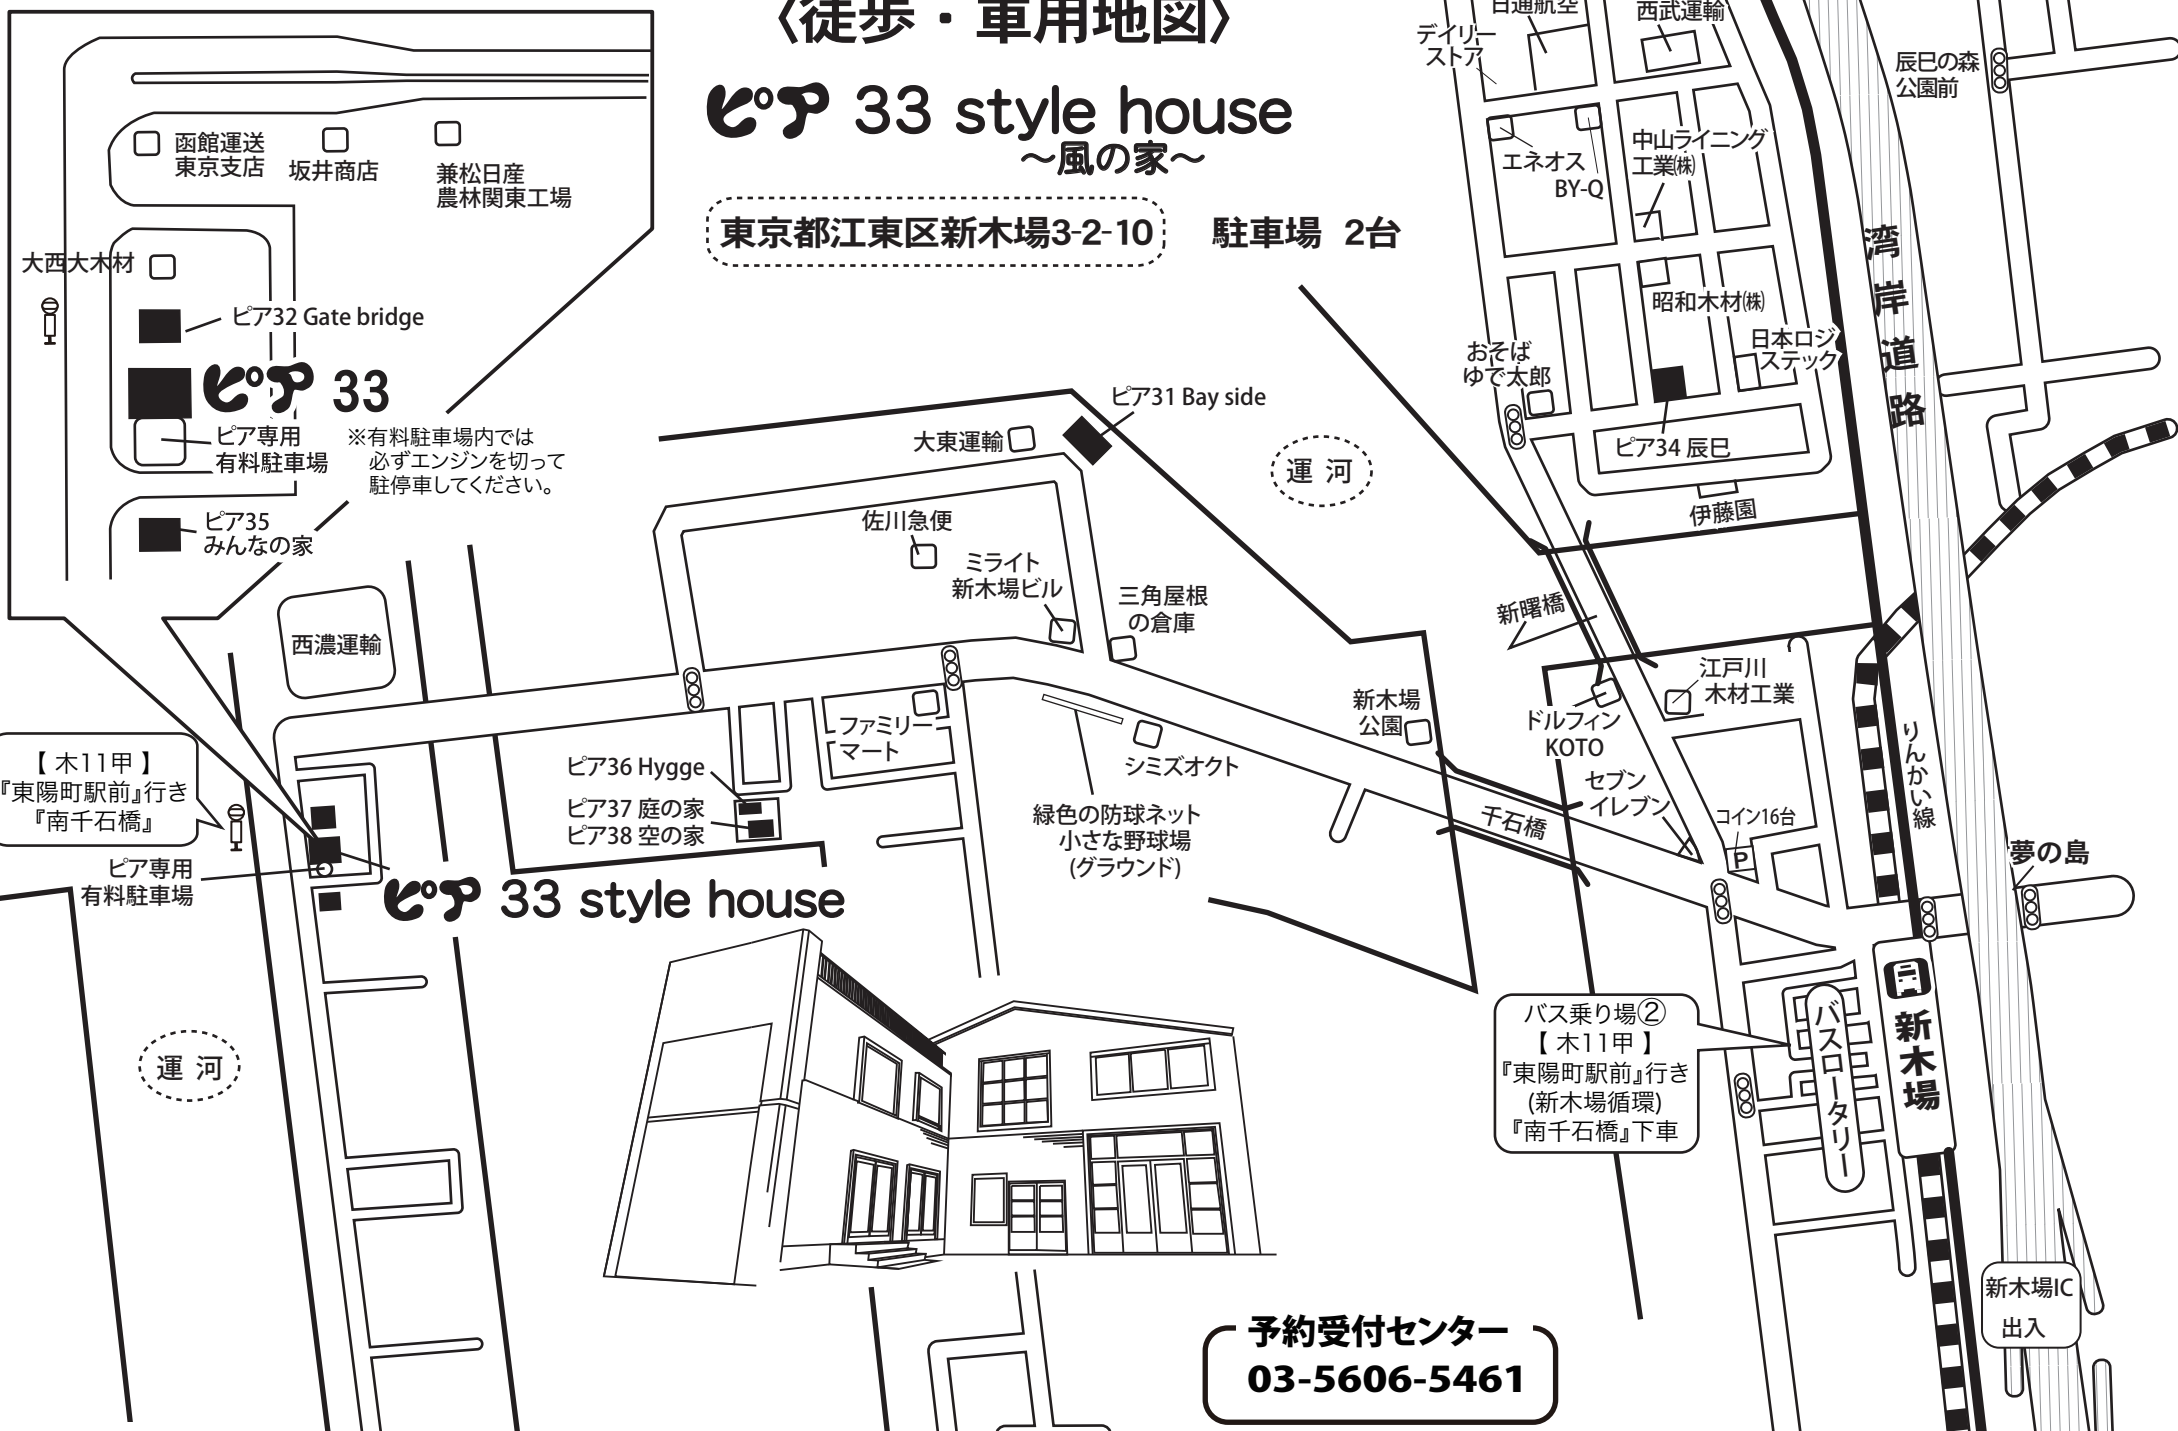 〈徒歩・車用地図〉
ピア 33 style house
～風の家～
東京都江東区新木場3-2-10
駐車場 2台
函館運送
東京支店
坂井商店
兼松日産
農林関東工場
大西大木材
ピア32 Gate bridge
ピア 33
ピア専用
有料駐車場
※有料駐車場内では
必ずエンジンを切って
駐停車してください。
ピア35
みんなの家
日通航空
西武運輸
デイリー
ストア
辰巳の森
公園前
エネオス
BY-Q
中山ライニング
工業㈱
湾岸道路
昭和木材㈱
日本ロジ
ステック
おそば
ゆで太郎
ピア34 辰巳
伊藤園
ピア31 Bay side
大東運輸
運河
佐川急便
ミライト
新木場ビル
三角屋根
の倉庫
新曙橋
西濃運輸
江戸川
木材工業
新木場
公園
ドルフィン
KOTO
ファミリー
マート
シミズオクト
りんかい線
【 木11甲 】
『東陽町駅前』行き
『南千石橋』
ピア36 Hygge
ピア37 庭の家
ピア38 空の家
緑色の防球ネット
小さな野球場
(グラウンド)
セブン
イレブン
千石橋
コイン16台
P
夢の島
ピア専用
有料駐車場
ピア 33 style house
運河
バス乗り場②
【 木11甲 】
『東陽町駅前』行き
(新木場循環)
『南千石橋』下車
バスロータリー
新木場
新木場IC
出入
予約受付センター
03-5606-5461